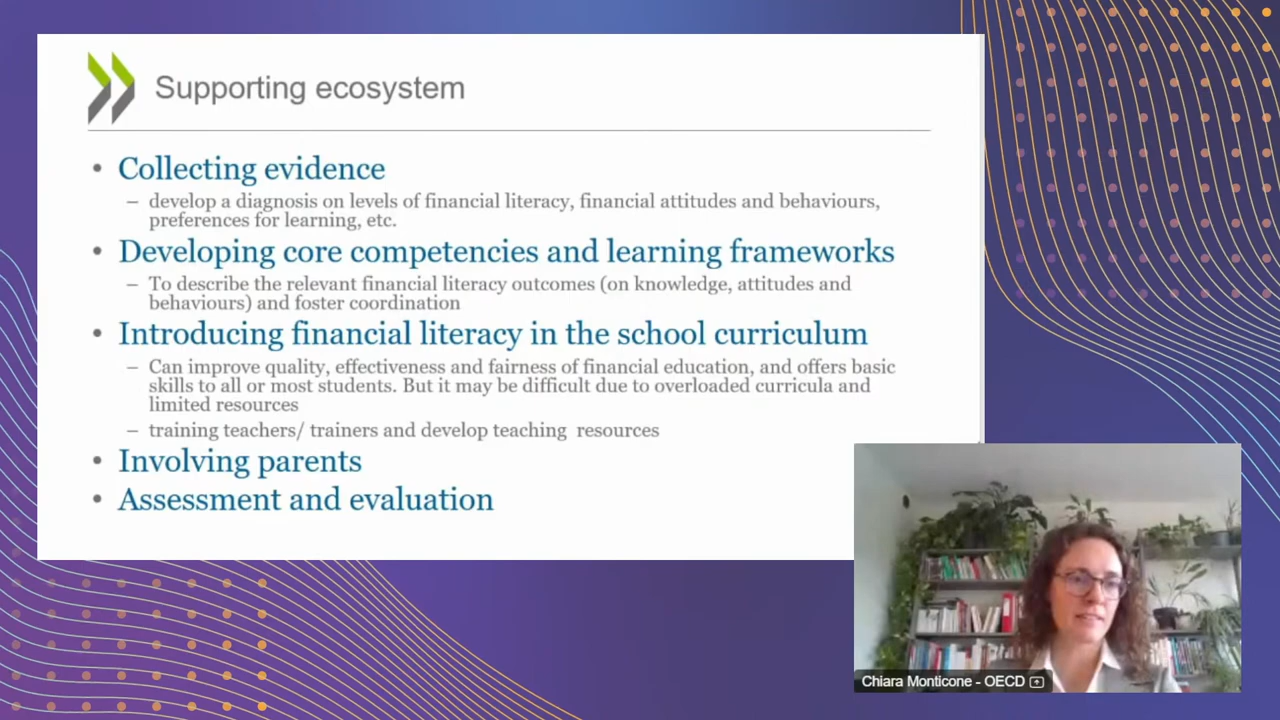 Supporting ecosystem
• Collecting evidence
– develop a diagnosis on levels of financial literacy, financial attitudes and behaviours,
preferences for learning, etc.
• Developing core competencies and learning frameworks
– To describe the relevant financial literacy outcomes (on knowledge, attitudes and
behaviours) and foster coordination
• Introducing financial literacy in the school curriculum
– Can improve quality, effectiveness and fairness of financial education, and offers basic
skills to all or most students. But it may be difficult due to overloaded curricula and
limited resources
– training teachers/ trainers and develop teaching resources
• Involving parents
• Assessment and evaluation
Chiara Monticone - OECD